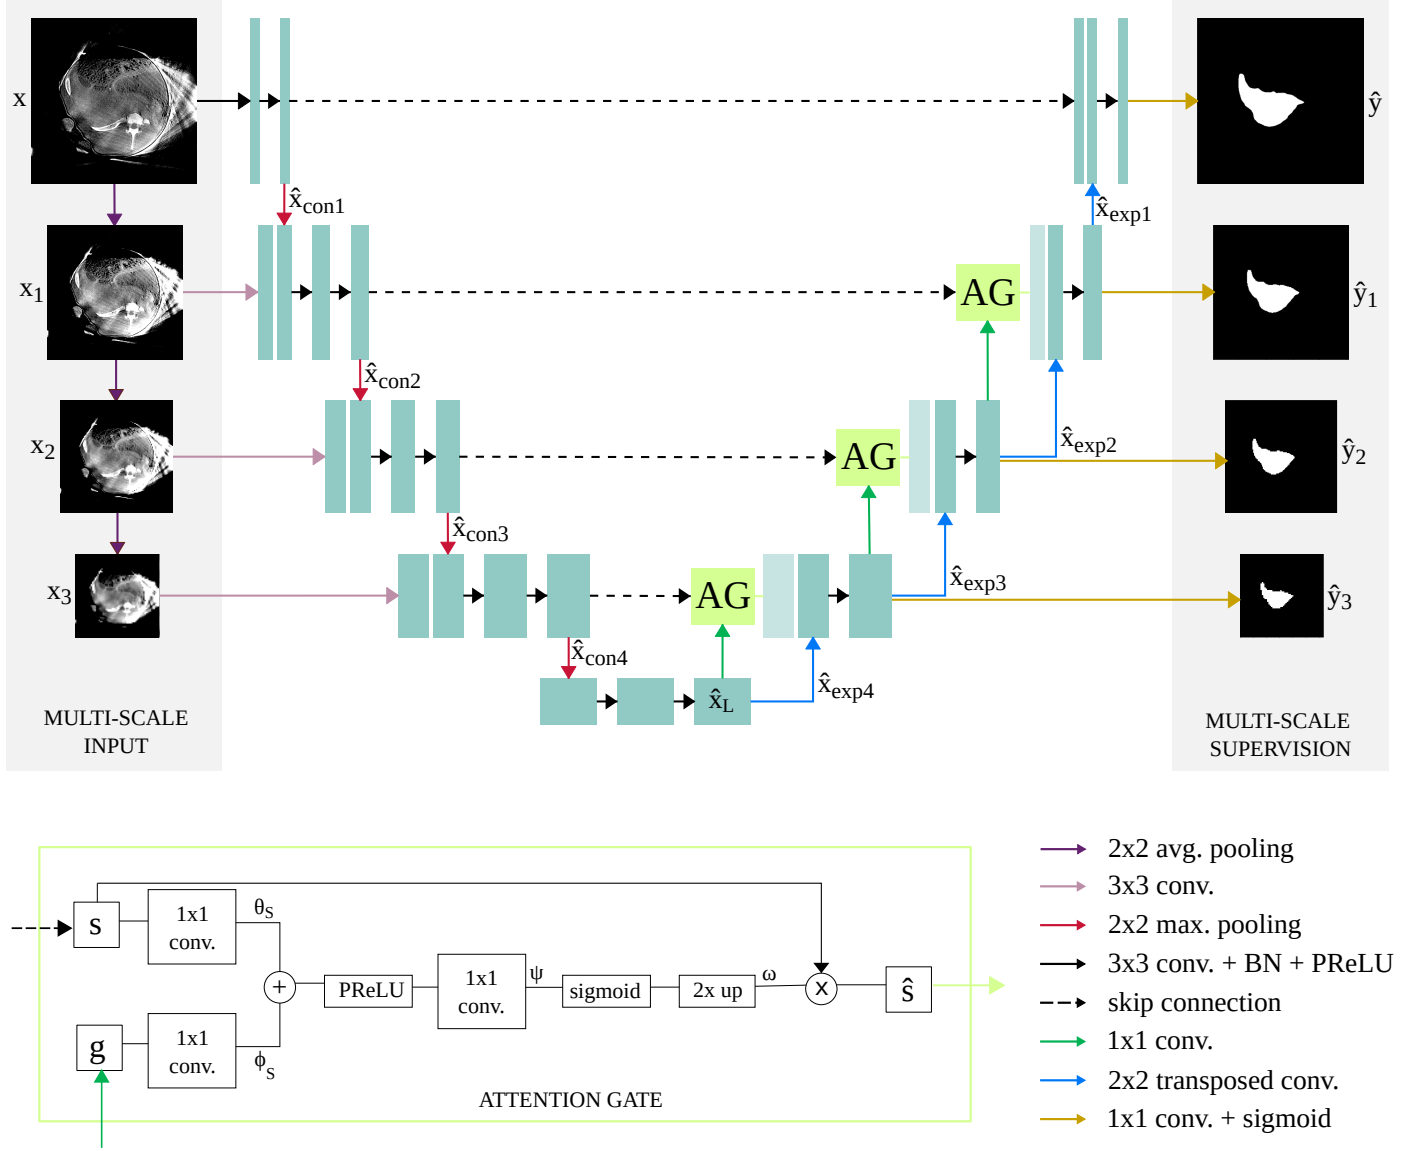 x
x̂con1
x̂exp1
ŷ
x1
AG
ŷ1
x̂con2
x2
AG
x̂exp2
ŷ2
x̂con3
x3
AG
x̂exp3
ŷ3
x̂con4
x̂L
x̂exp4
MULTI-SCALE
INPUT
MULTI-SCALE
SUPERVISION
s
1x1
conv.
θS
+
PReLU
1x1
conv.
ψ
sigmoid
2x up
ω
x
ŝ
g
1x1
conv.
ϕS
ATTENTION GATE
2x2 avg. pooling
3x3 conv.
2x2 max. pooling
3x3 conv. + BN + PReLU
skip connection
1x1 conv.
2x2 transposed conv.
1x1 conv. + sigmoid